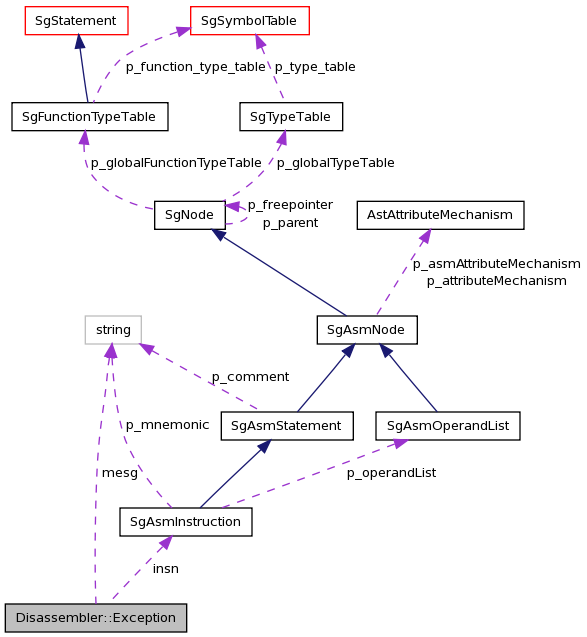 SgStatement
SgSymbolTable
p_function_type_table
p_type_table
SgFunctionTypeTable
SgTypeTable
p_globalFunctionTypeTable
p_globalTypeTable
SgNode
p_freepointer
p_parent
AstAttributeMechanism
p_asmAttributeMechanism
p_attributeMechanism
string
SgAsmNode
p_comment
p_mnemonic
SgAsmStatement
SgAsmOperandList
mesg
p_operandList
SgAsmInstruction
insn
Disassembler::Exception